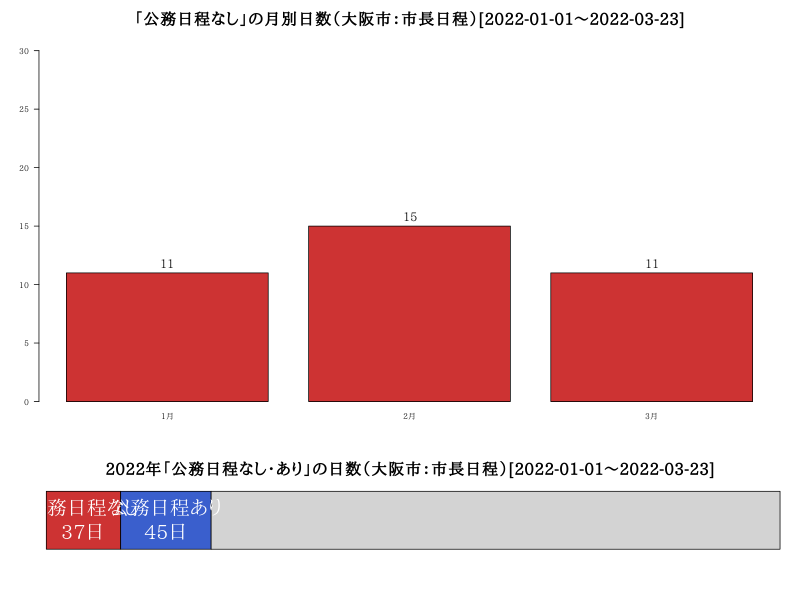 「公務日程なし」の月別日数(大阪市:市長日程)[2022-01-01〜2022-03-23]
30
25
20
15
10
5
0
11
15
11
1月
2月
3月
2022年「公務日程なし・あり」の日数(大阪市:市長日程)[2022-01-01〜2022-03-23]
務日程なし
務日程あり
37日
45日